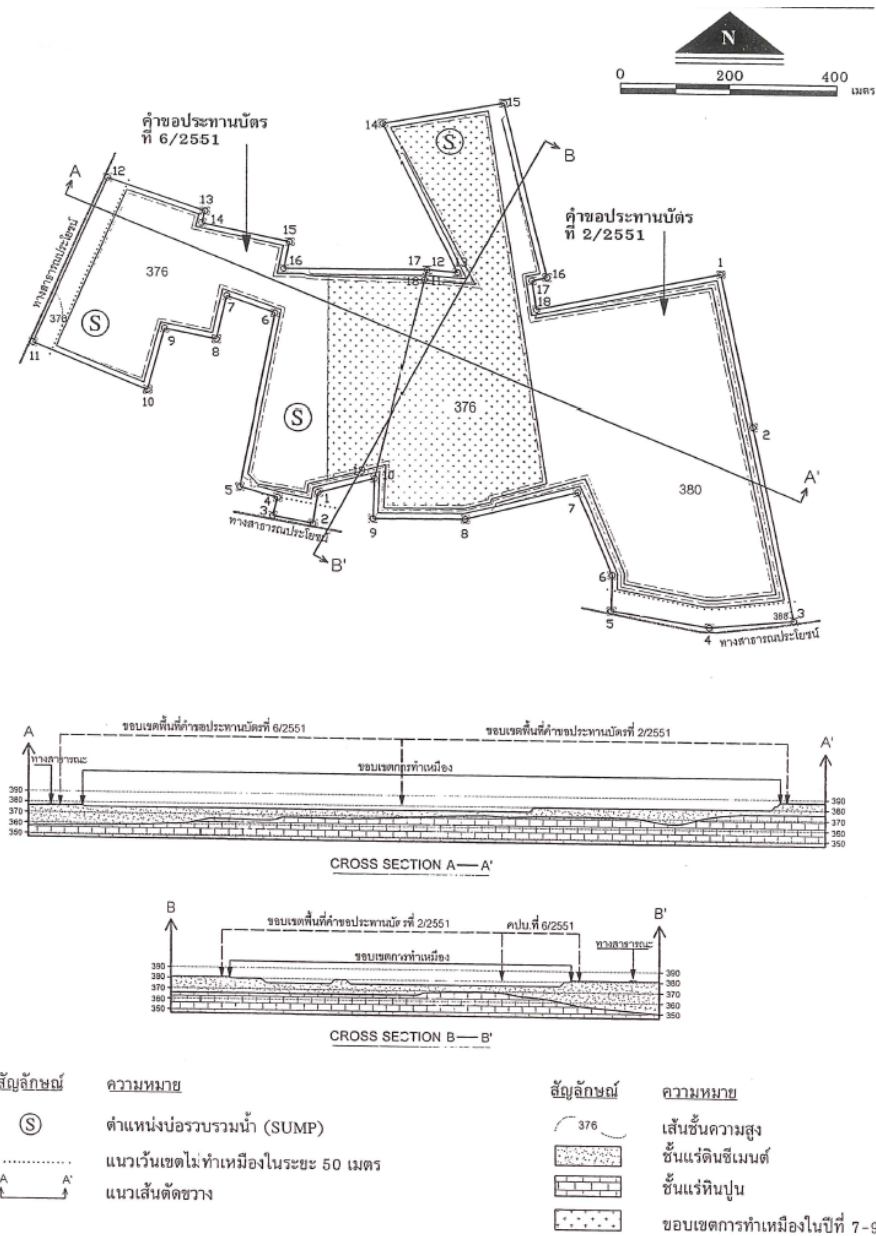 N
0 200 400 เมตร
คำขอประทานบัตร
ที่ 6/2551
14
15
S
B
A
12
13
14
15
คำขอประทานบัตร
ที่ 2/2551
ทางสาธารณประโยชน์
376
16
17
12
13
18
11
16
17
18
1
7
6
376
S
9
8
11
10
2
376
S
380
A'
5
4
3
1
2
10
9
8
7
ทางสาธารณประโยชน์
B'
6
5
4
388
3
ทางสาธารณประโยชน์
A
ขอบเขตพื้นที่คำขอประทานบัตรที่ 6/2551
ขอบเขตพื้นที่คำขอประทานบัตรที่ 2/2551
A'
ทางสาธารณะ
ขอบเขตการทำเหมือง
390 390
380 380
370 370
360 360
350 350
CROSS SECTION A—A'
B
ขอบเขตพื้นที่คำขอประทานบัตรที่ 2/2551
คปบ.ที่ 6/2551
B'
ทางสาธารณะ
ขอบเขตการทำเหมือง
390 390
380 380
370 370
360 360
350 350
CROSS SECTION B—B'
สัญลักษณ์ ความหมาย
S ตำแหน่งบ่อรวบรวมน้ำ (SUMP)
แนวเว้นเขตไม่ทำเหมืองในระยะ 50 เมตร
A A' แนวเส้นตัดขวาง
สัญลักษณ์ ความหมาย
376 เส้นชั้นความสูง
ชั้นแร่ดินซีเมนต์
ชั้นแร่หินปูน
ขอบเขตการทำเหมืองในปีที่ 7-9